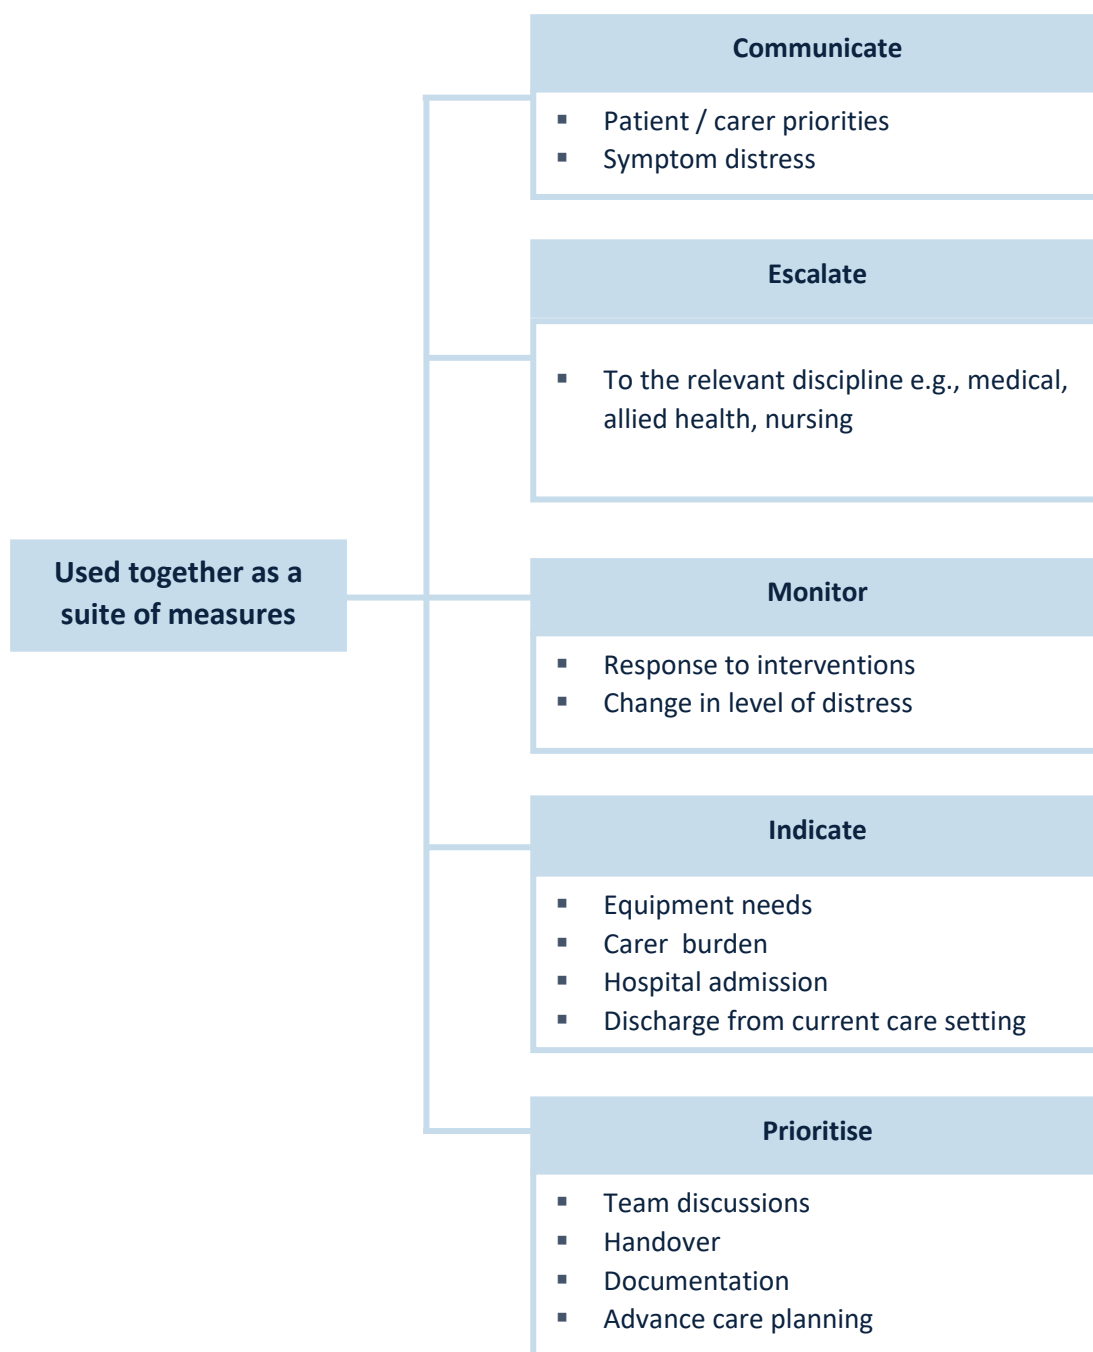 Communicate
▪ Patient / carer priorities
▪ Symptom distress
Escalate
▪ To the relevant discipline e.g., medical,
allied health, nursing
Used together as a
suite of measures
Monitor
▪ Response to interventions
▪ Change in level of distress
Indicate
▪ Equipment needs
▪ Carer  burden
▪ Hospital admission
▪ Discharge from current care setting
Prioritise
▪ Team discussions
▪ Handover
▪ Documentation
▪ Advance care planning